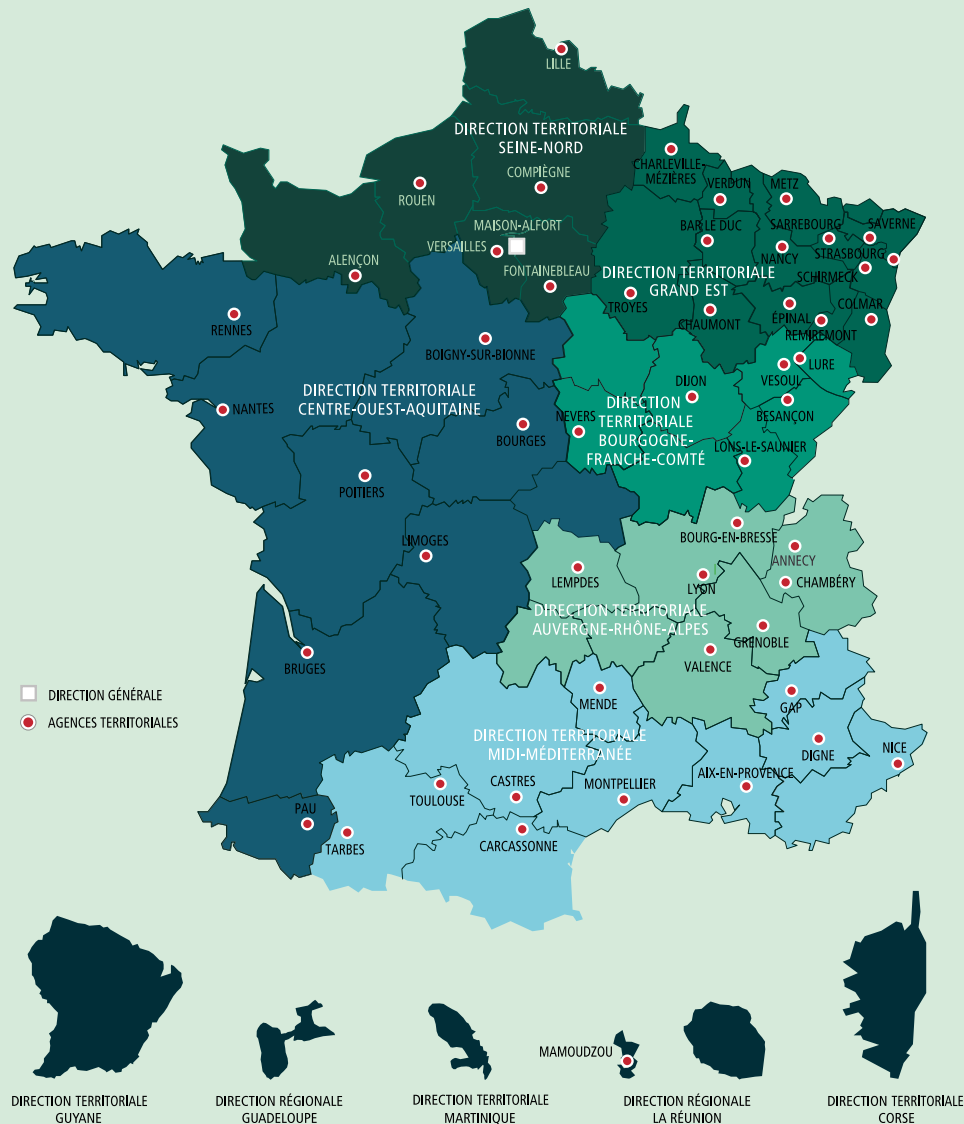 LILLE
DIRECTION TERRITORIALE
SEINE-NORD
COMPIÈGNE
ROUEN
MAISON-ALFORT
VERSAILLES
FONTAINEBLEAU
ALENÇON
CHARLEVILLE-
MÉZIÈRES
VERDUN
METZ
BAR LE DUC
SARREBOURG
SAVERNE
NANCY
STRASBOURG
SCHIRMECK
DIRECTION TERRITORIALE
GRAND EST
TROYES
CHAUMONT
ÉPINAL
REMIREMONT
COLMAR
RENNES
BOIGNY-SUR-BIONNE
DIRECTION TERRITORIALE
CENTRE-OUEST-AQUITAINE
NANTES
BOURGES
POITIERS
LIMOGES
BRUGES
PAU
LURE
VESOUL
DIJON
BESANÇON
NEVERS
DIRECTION
TERRITORIALE
BOURGOGNE-
FRANCHE-COMTÉ
LONS-LE-SAUNIER
BOURG-EN-BRESSE
ANNECY
LEMPDES
LYON
CHAMBÉRY
DIRECTION TERRITORIALE
AUVERGNE-RHÔNE-ALPES
GRENOBLE
VALENCE
MENDE
GAP
DIRECTION TERRITORIALE
MIDI-MÉDITERRANÉE
DIGNE
NICE
AIX-EN-PROVENCE
MONTPELLIER
CASTRES
TOULOUSE
TARBES
CARCASSONNE
DIRECTION GÉNÉRALE
AGENCES TERRITORIALES
MAMOUDZOU
DIRECTION TERRITORIALE
GUYANE
DIRECTION RÉGIONALE
GUADELOUPE
DIRECTION TERRITORIALE
MARTINIQUE
DIRECTION RÉGIONALE
LA RÉUNION
DIRECTION TERRITORIALE
CORSE